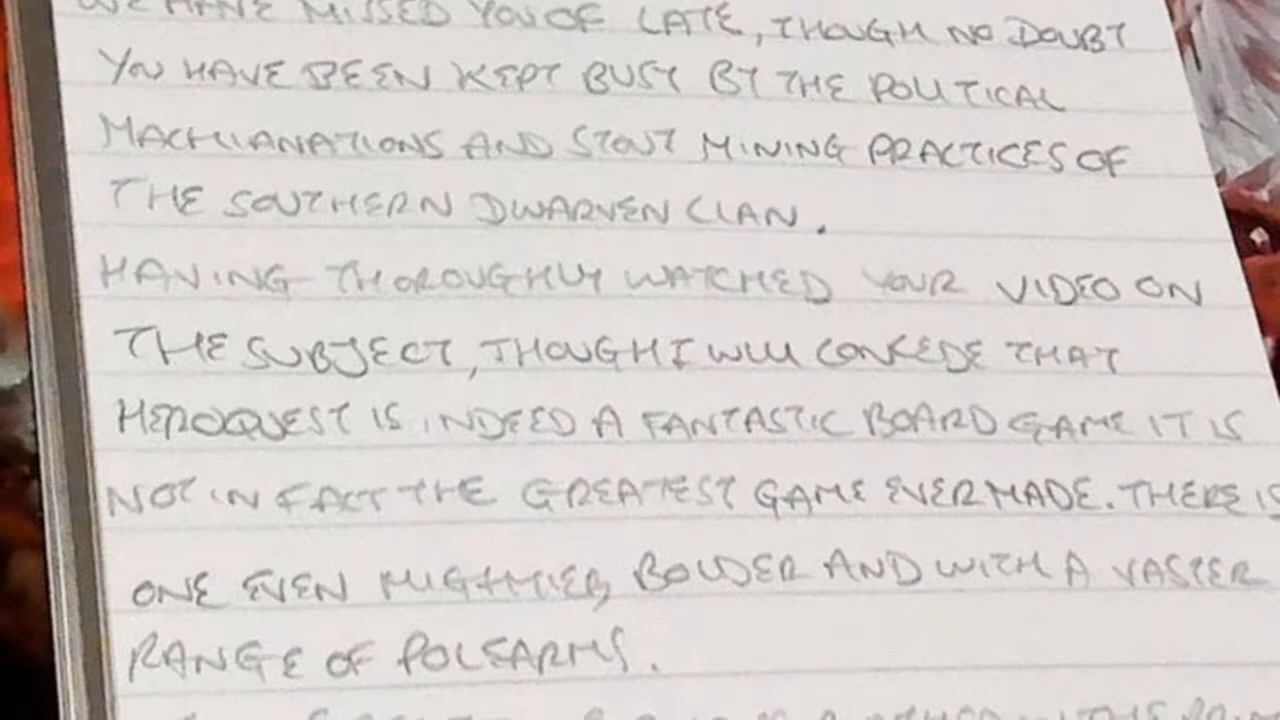 WE HAVE MISSED YOU OF LATE, THOUGH NO DOUBT
YOU HAVE BEEN KEPT BUSY BY THE POLITICAL
MACHIANATIONS AND STOUT MINING PRACTICES OF
THE SOUTHERN DWARVEN CLAN.
HAVING THOROUGHLY WATCHED YOUR VIDEO ON
THE SUBJECT, THOUGH I WILL CONCEDE THAT
HEROQUEST IS INDEED A FANTASTIC BOARD GAME IT IS
NOT IN FACT THE GREATEST GAME EVER MADE. THERE IS
ONE EVEN MIGHTIER, BOLDER AND WITH A VASTER
RANGE OF POLEARMS.